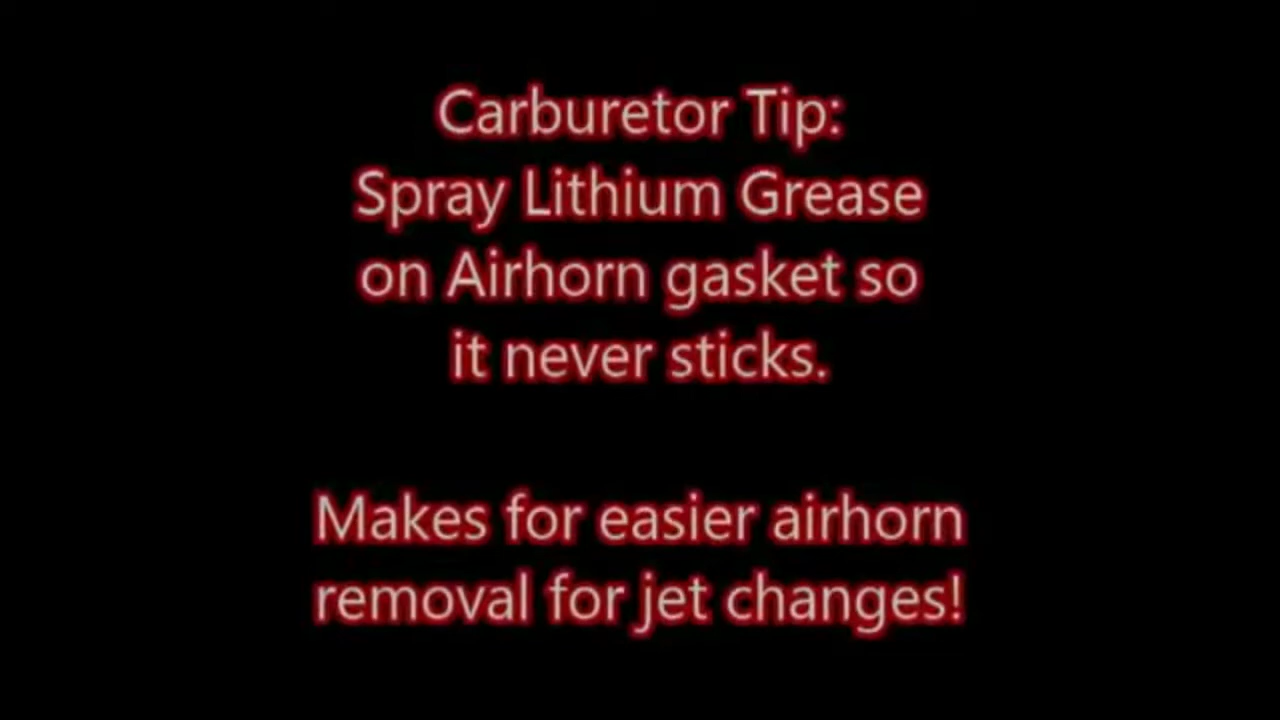 Carburetor Tip:
Spray Lithium Grease
on Airhorn gasket so
it never sticks.
Makes for easier airhorn
removal for jet changes!